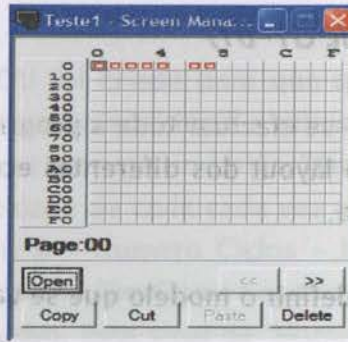 Teste1 - Screen Mana...
0 4 8 C F
0
10
20
30
40
50
60
70
80
90
A0
B0
C0
D0
E0
F0
Page:00
Open << >>
Copy Cut Paste Delete